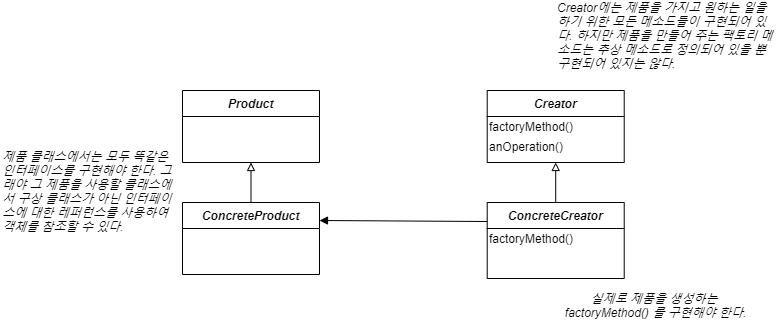 Creator에는 제품을 가지고 원하는 일을
하기 위한 모든 메소드들이 구현되어 있
다. 하지만 제품을 만들어 주는 팩토리 메
소드는 추상 메소드로 정의되어 있을 뿐
구현되어 있지는 않다.
Product
Creator
factoryMethod()
anOperation()
제품 클래스에서는 모두 똑같은
인터페이스를 구현해야 한다. 그
래야 그 제품을 사용할 클래스에
서 구상 클래스가 아닌 인터페이
스에 대한 레퍼런스를 사용하여
객체를 참조할 수 있다.
ConcreteProduct
ConcreteCreator
factoryMethod()
실제로 제품을 생성하는
factoryMethod() 를 구현해야 한다.